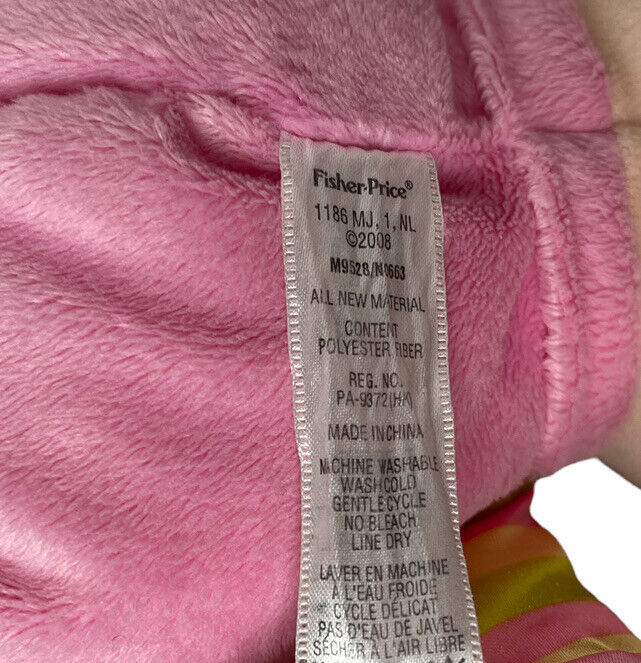 Fisher-Price®
1186 MJ, 1, NL
©2008
M9528/N0663
ALL NEW MATERIAL
CONTENT
POLYESTER FIBER
REG. NO.
PA-9372(HK)
MADE IN CHINA
MACHINE WASHABLE
WASH COLD
GENTLE CYCLE
NO BLEACH
LINE DRY
LAVER EN MACHINE
À L'EAU FROIDE
CYCLE DÉLICAT
PAS D'EAU DE JAVEL
SÉCHER À L'AIR LIBRE